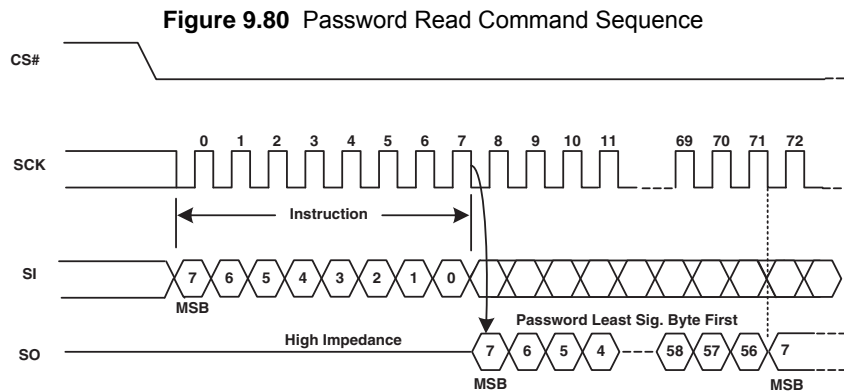 Figure 9.80 Password Read Command Sequence
CS#
0 1 2 3 4 5 6 7 8 9 10 11 69 70 71 72
SCK
Instruction
SI 7 6 5 4 3 2 1 0
MSB
Password Least Sig. Byte First
High Impedance
SO 7 6 5 4 58 57 56 7
MSB MSB